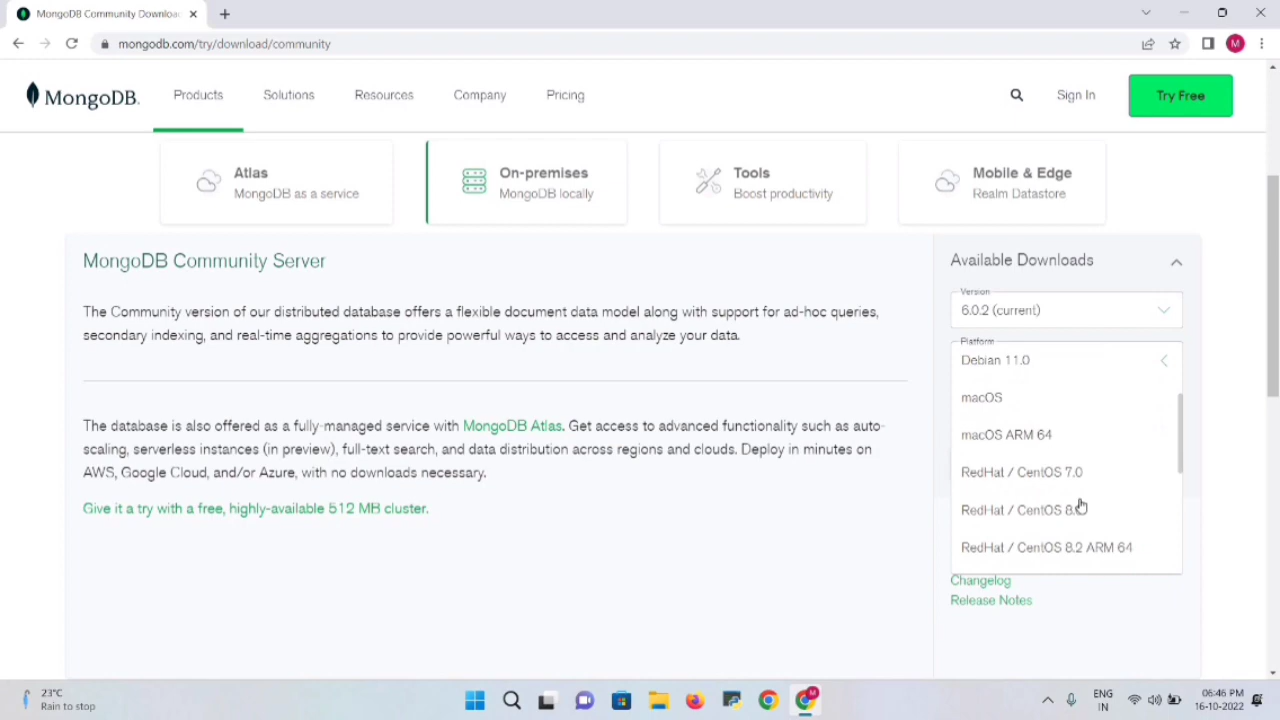 MongoDB Community Downloa
mongodb.com/try/download/community
M
MongoDB.
Products
Solutions
Resources
Company
Pricing
Sign In
Try Free
Atlas
MongoDB as a service
On-premises
MongoDB locally
Tools
Boost productivity
Mobile & Edge
Realm Datastore
MongoDB Community Server
The Community version of our distributed database offers a flexible document data model along with support for ad-hoc queries,
secondary indexing, and real-time aggregations to provide powerful ways to access and analyze your data.
The database is also offered as a fully-managed service with MongoDB Atlas. Get access to advanced functionality such as auto-
scaling, serverless instances (in preview), full-text search, and data distribution across regions and clouds. Deploy in minutes on
AWS, Google Cloud, and/or Azure, with no downloads necessary.
Give it a try with a free, highly-available 512 MB cluster.
Available Downloads
Version
6.0.2 (current)
Platform
Debian 11.0
macOS
macOS ARM 64
RedHat / CentOS 7.0
RedHat / CentOS
RedHat / CentOS 8.2 ARM 64
Changelog
Release Notes
23°C
Rain to stop
M
ENG
IN
06:46 PM
16-10-2022